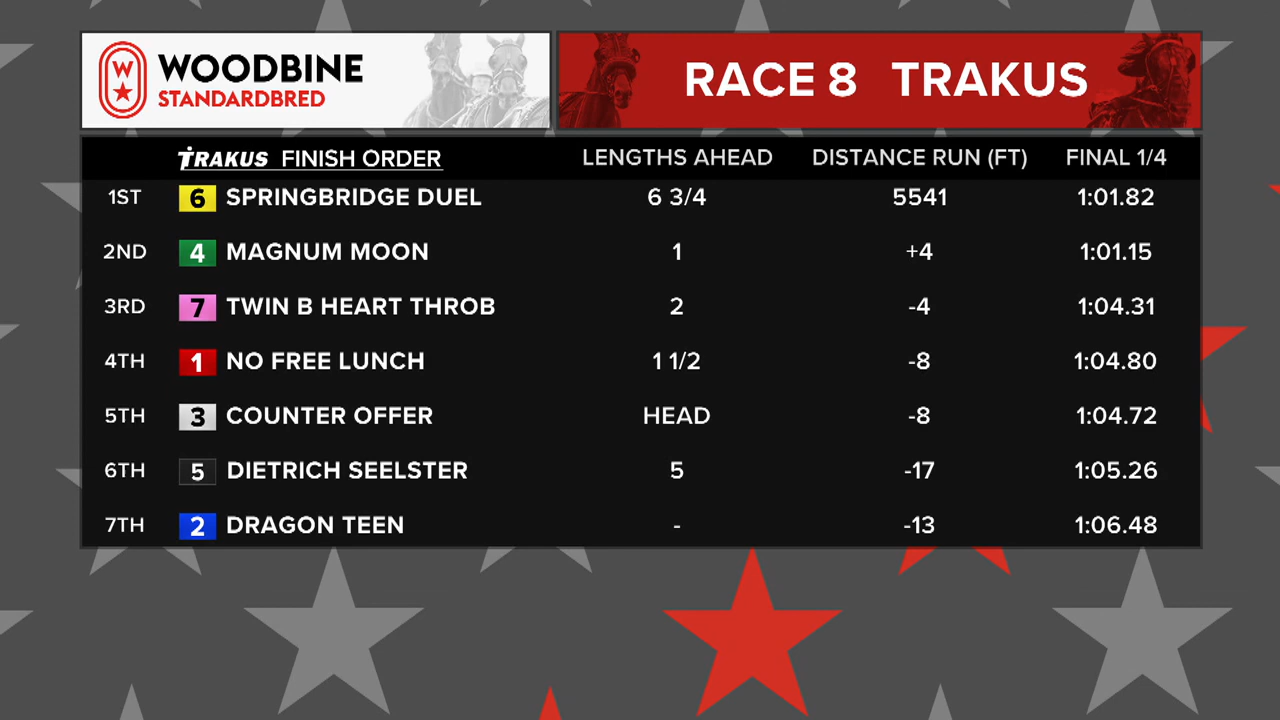 W
WOODBINE
STANDARDBRED
RACE 8 TRAKUS
TRAKUS FINISH ORDER LENGTHS AHEAD DISTANCE RUN (FT) FINAL 1/4
1ST 6 SPRINGBRIDGE DUEL 6 3/4 5541 1:01.82
2ND 4 MAGNUM MOON 1 +4 1:01.15
3RD 7 TWIN B HEART THROB 2 -4 1:04.31
4TH 1 NO FREE LUNCH 1 1/2 -8 1:04.80
5TH 3 COUNTER OFFER HEAD -8 1:04.72
6TH 5 DIETRICH SEELSTER 5 -17 1:05.26
7TH 2 DRAGON TEEN - -13 1:06.48